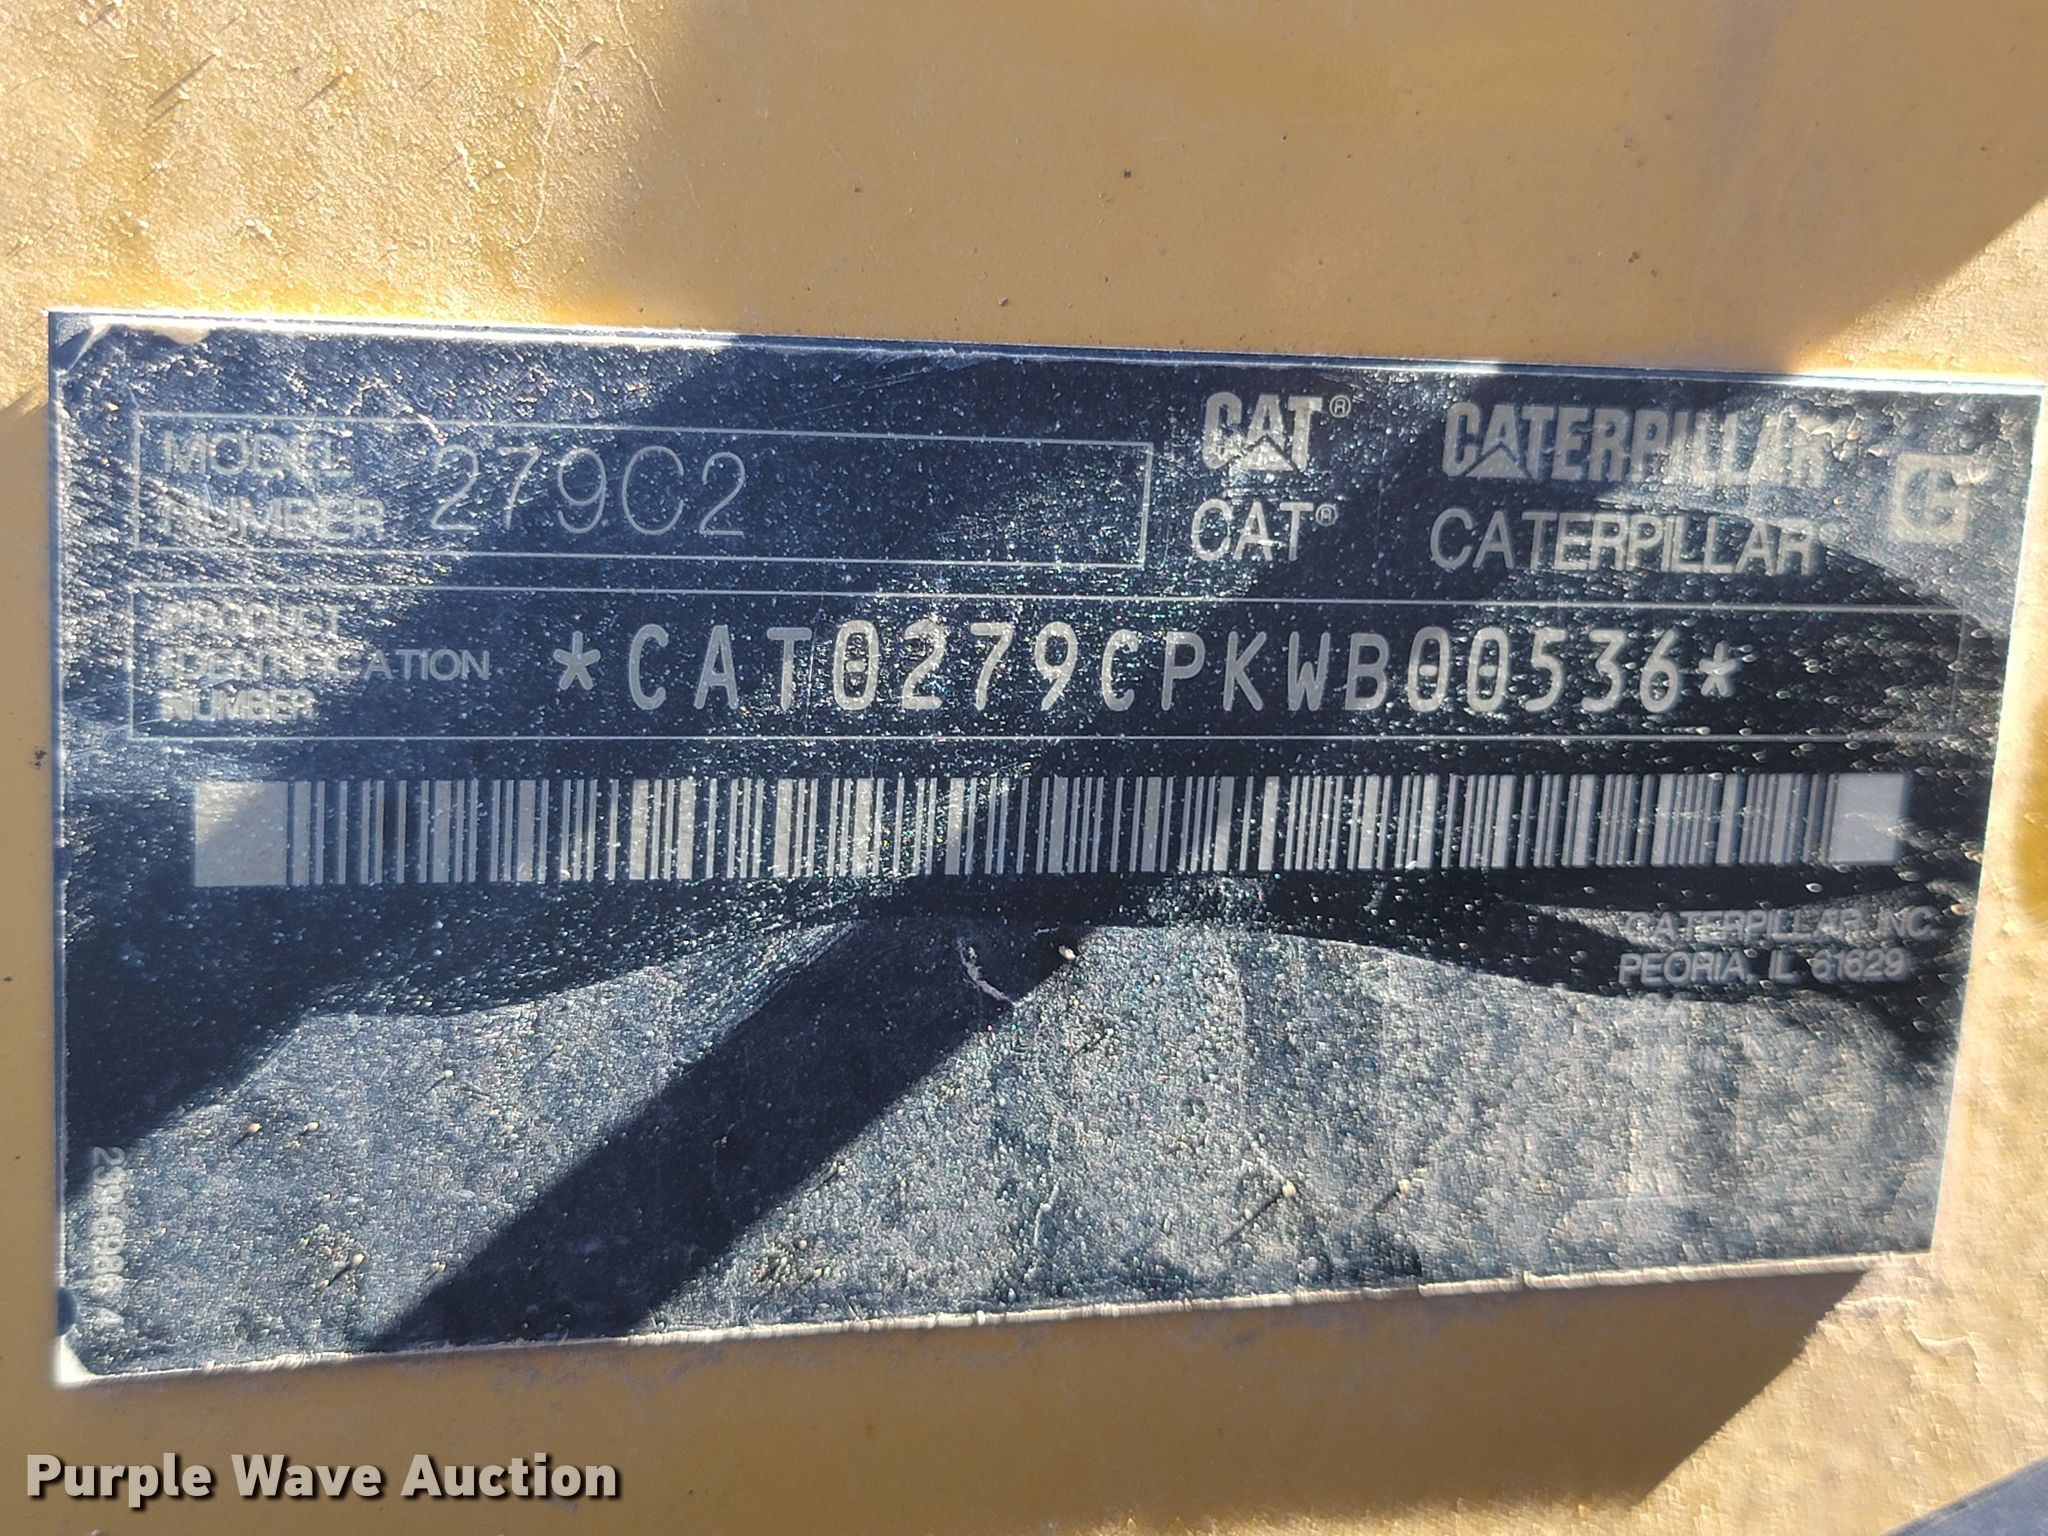 MODEL NUMBER 279C2
CAT® CATERPILLAR
CAT® CATERPILLAR
PRODUCT IDENTIFICATION NUMBER *CAT0279CPKWB00536*
CATERPILLAR INC.
PEORIA, IL 61629
Purple Wave Auction